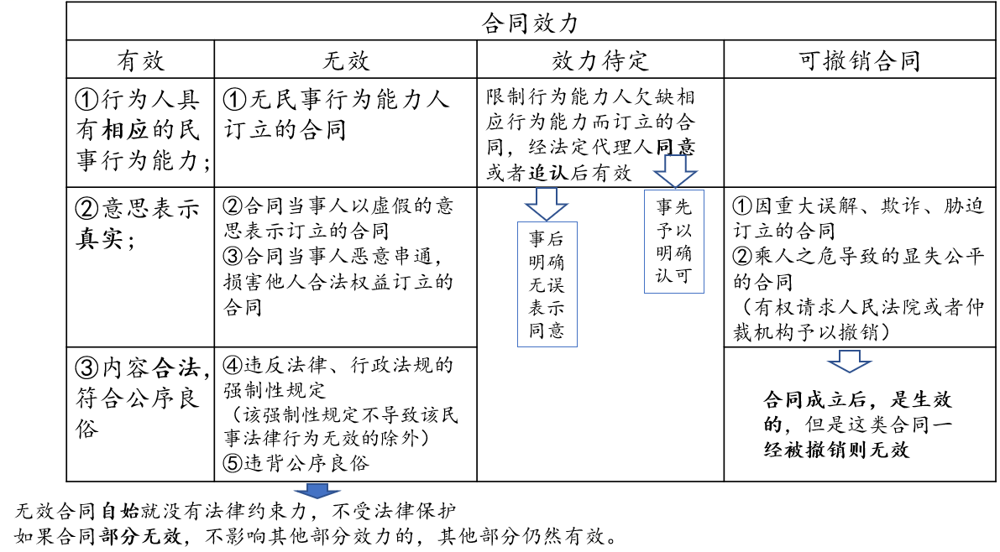 合同效力
有效
无效
效力待定
可撤销合同
①行为人具
有相应的民
事行为能力;
①无民事行为能力人
订立的合同
限制行为能力人欠缺相
应行为能力而订立的合
同，经法定代理人同意
或者追认后有效
②意思表示
真实;
②合同当事人以虚假的意
思表示订立的合同
③合同当事人恶意串通，
损害他人合法权益订立的
合同
事后
明确
无误
表示
同意
事先
予以
明确
认可
①因重大误解、欺诈、胁迫
订立的合同
②乘人之危导致的显失公平
的合同
（有权请求人民法院或者仲
裁机构予以撤销）
③内容合法，
符合公序良
俗
④违反法律、行政法规的
强制性规定
（该强制性规定不导致该民
事法律行为无效的除外）
⑤违背公序良俗
合同成立后，是生效
的，但是这类合同一
经被撤销则无效
无效合同自始就没有法律约束力，不受法律保护
如果合同部分无效，不影响其他部分效力的，其他部分仍然有效。